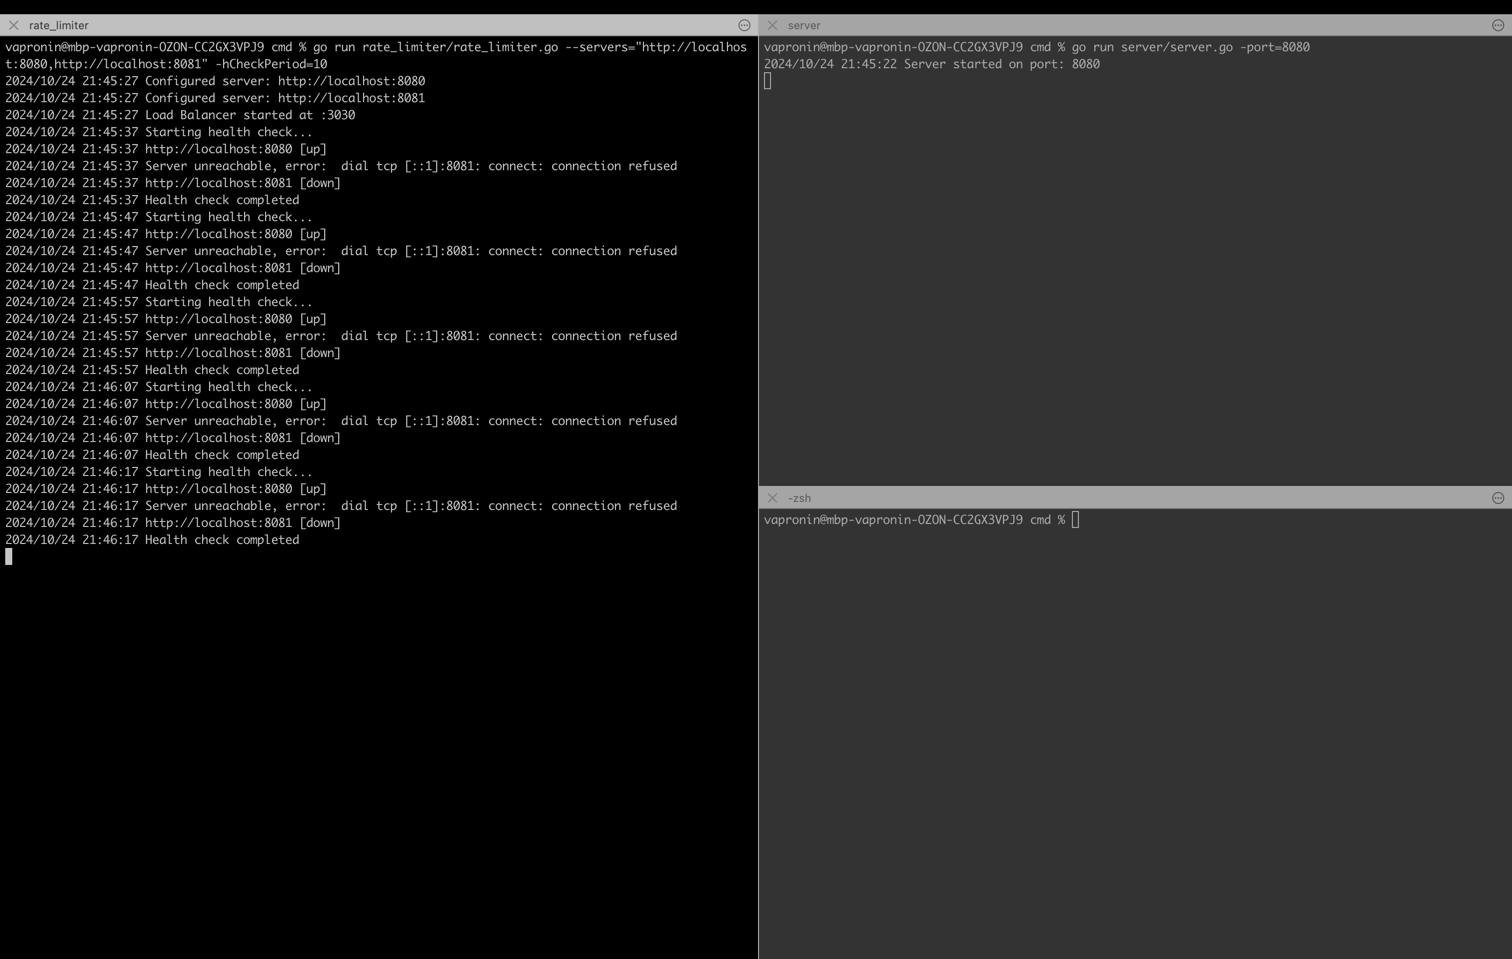 rate_limiter
vapronin@mbp-vapronin-OZON-CC2GX3VPJ9 cmd % go run rate_limiter/rate_limiter.go --servers="http://localhos
t:8080,http://localhost:8081" -hCheckPeriod=10
2024/10/24 21:45:27 Configured server: http://localhost:8080
2024/10/24 21:45:27 Configured server: http://localhost:8081
2024/10/24 21:45:27 Load Balancer started at :3030
2024/10/24 21:45:37 Starting health check...
2024/10/24 21:45:37 http://localhost:8080 [up]
2024/10/24 21:45:37 Server unreachable, error:  dial tcp [::1]:8081: connect: connection refused
2024/10/24 21:45:37 http://localhost:8081 [down]
2024/10/24 21:45:37 Health check completed
2024/10/24 21:45:47 Starting health check...
2024/10/24 21:45:47 http://localhost:8080 [up]
2024/10/24 21:45:47 Server unreachable, error:  dial tcp [::1]:8081: connect: connection refused
2024/10/24 21:45:47 http://localhost:8081 [down]
2024/10/24 21:45:47 Health check completed
2024/10/24 21:45:57 Starting health check...
2024/10/24 21:45:57 http://localhost:8080 [up]
2024/10/24 21:45:57 Server unreachable, error:  dial tcp [::1]:8081: connect: connection refused
2024/10/24 21:45:57 http://localhost:8081 [down]
2024/10/24 21:45:57 Health check completed
2024/10/24 21:46:07 Starting health check...
2024/10/24 21:46:07 http://localhost:8080 [up]
2024/10/24 21:46:07 Server unreachable, error:  dial tcp [::1]:8081: connect: connection refused
2024/10/24 21:46:07 http://localhost:8081 [down]
2024/10/24 21:46:07 Health check completed
2024/10/24 21:46:17 Starting health check...
2024/10/24 21:46:17 http://localhost:8080 [up]
2024/10/24 21:46:17 Server unreachable, error:  dial tcp [::1]:8081: connect: connection refused
2024/10/24 21:46:17 http://localhost:8081 [down]
2024/10/24 21:46:17 Health check completed
server
vapronin@mbp-vapronin-OZON-CC2GX3VPJ9 cmd % go run server/server.go -port=8080
2024/10/24 21:45:22 Server started on port: 8080
-zsh
vapronin@mbp-vapronin-OZON-CC2GX3VPJ9 cmd %